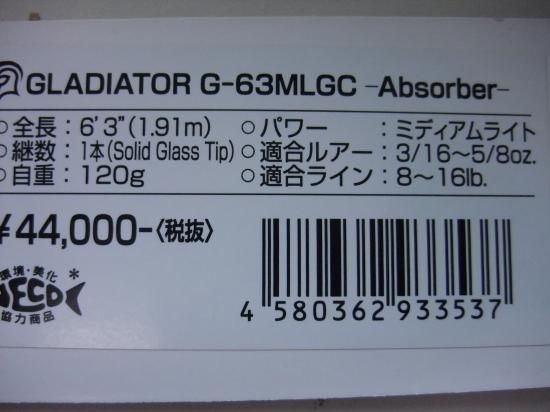 GLADIATOR G-63MLGC -Absorber-
○全長：6'3"(1.91m) ○パワー：ミディアムライト
○継数：1本(Solid Glass Tip) ○適合ルアー：3/16～5/8oz.
○自重：120g ○適合ライン：8～16lb.
¥44,000-〈税抜〉
環境・美化*
ECO
協力商品
4 580362 933537